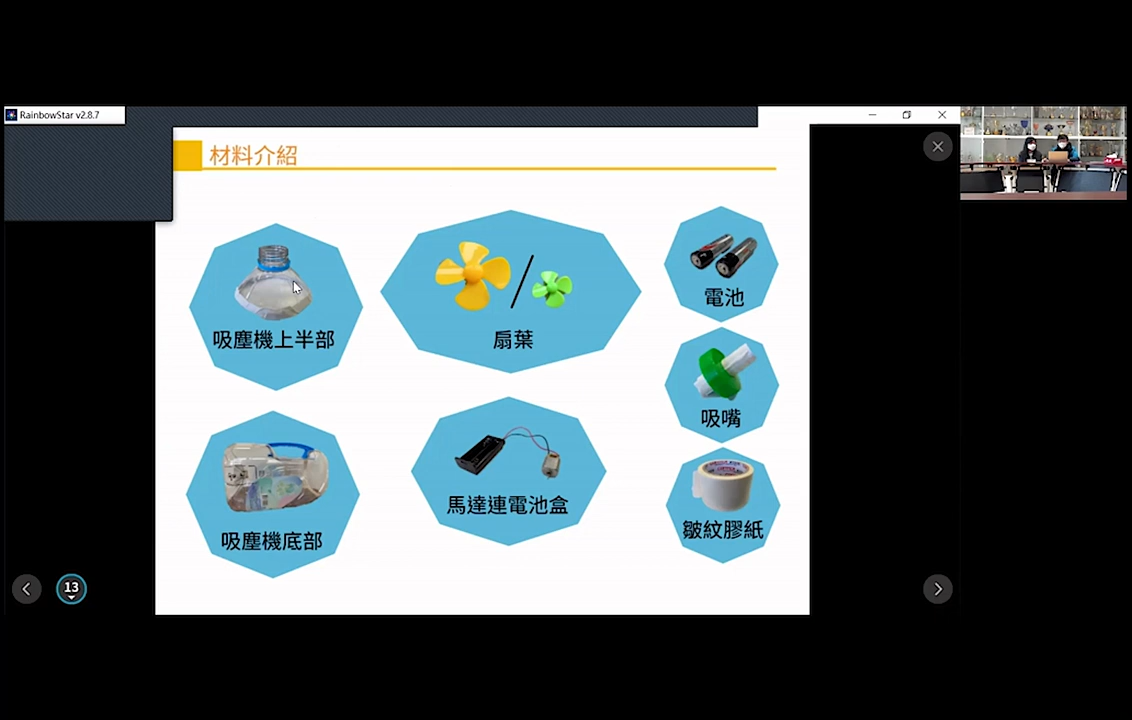 RainbowStar v2.8.7
材料介紹
吸塵機上半部
扇葉
電池
吸嘴
吸塵機底部
馬達連電池盒
皺紋膠紙
13